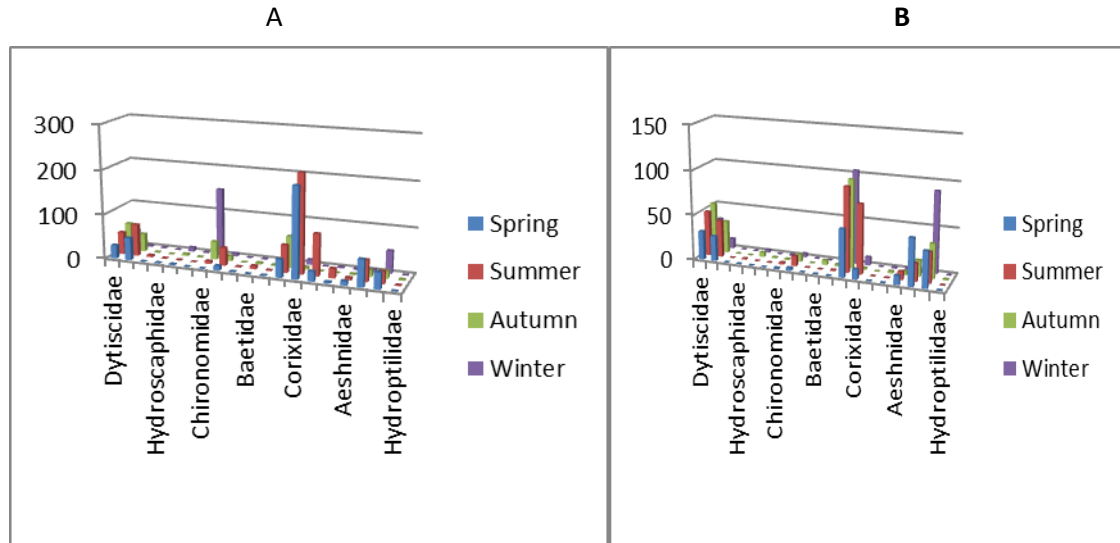 A
300
200
100
0
Dytiscidae
Hydroscaphidae
Chironomidae
Baetidae
Corixidae
Aeshnidae
Hydroptilidae
Spring
Summer
Autumn
Winter
B
150
100
50
0
Dytiscidae
Hydroscaphidae
Chironomidae
Baetidae
Corixidae
Aeshnidae
Hydroptilidae
Spring
Summer
Autumn
Winter